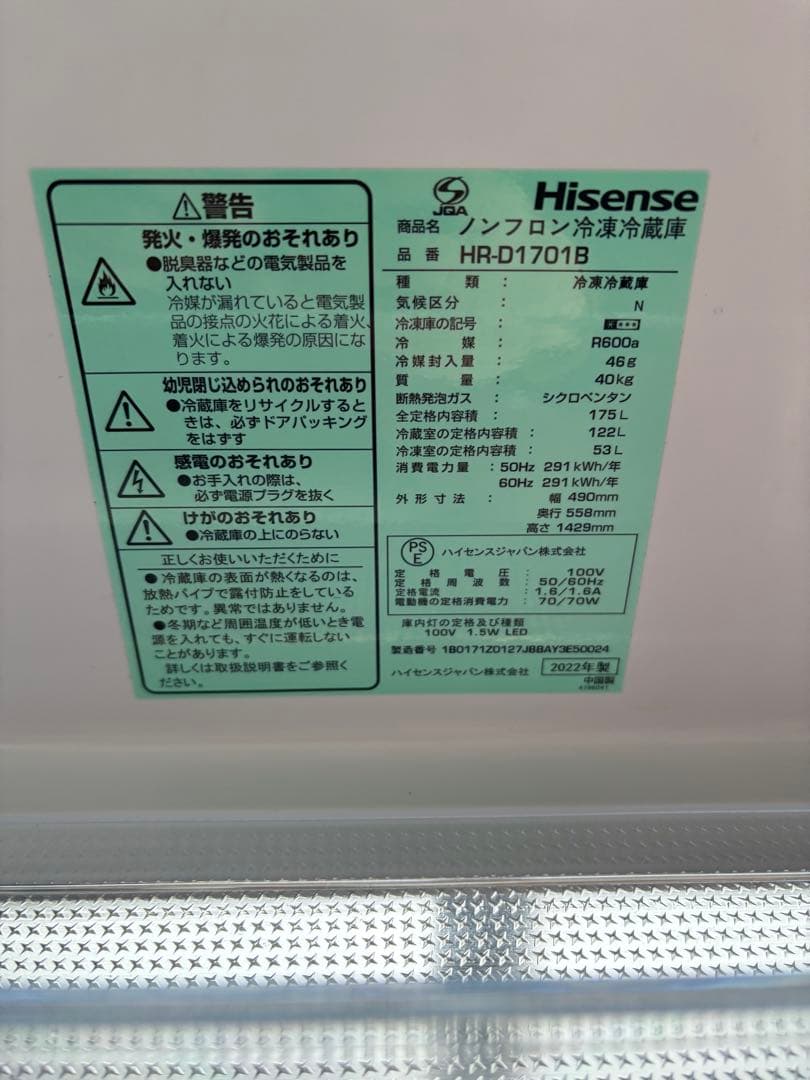 警告
発火・爆発のおそれあり
●脱臭器などの電気製品を
入れない
冷媒が漏れていると電気製
品の接点の火花による着火、
着火による爆発の原因にな
ります。
幼児閉じ込められのおそれあり
●冷蔵庫をリサイクルすると
きは、必ずドアパッキング
をはずす
感電のおそれあり
●お手入れの際は、
必ず電源プラグを抜く
けがのおそれあり
●冷蔵庫の上にのらない
正しくお使いいただくために
●冷蔵庫の表面が熱くなるのは、
放熱パイプで露付防止をしている
ためです。異常ではありません。
●冬期など周囲温度が低いとき電
源を入れても、すぐに運転しない
ことがあります。
詳しくは取扱説明書をご参照く
ださい。
JQA Hisense
商品名 ノンフロン冷凍冷蔵庫
品番 HR-D1701B
種類 : 冷凍冷蔵庫
気候区分 : N
冷凍庫の記号 :
冷媒 : R600a
冷媒封入量 : 46g
質量 : 40kg
断熱発泡ガス : シクロペンタン
全定格内容積 : 175L
冷蔵室の定格内容積 : 122L
冷凍室の定格内容積 : 53L
消費電力量 : 50Hz 291kWh/年
60Hz 291kWh/年
外形寸法 : 幅 490mm
奥行 558mm
高さ 1429mm
PSE ハイセンスジャパン株式会社
定格電圧 : 100V
定格周波数 : 50/60Hz
定格電流 : 1.6/1.6A
電動機の定格消費電力 : 70/70W
庫内灯の定格及び種類
100V 1.5W LED
製造番号 1B0171Z0127JBBAY3E50024
ハイセンスジャパン株式会社 2022年製
中国製